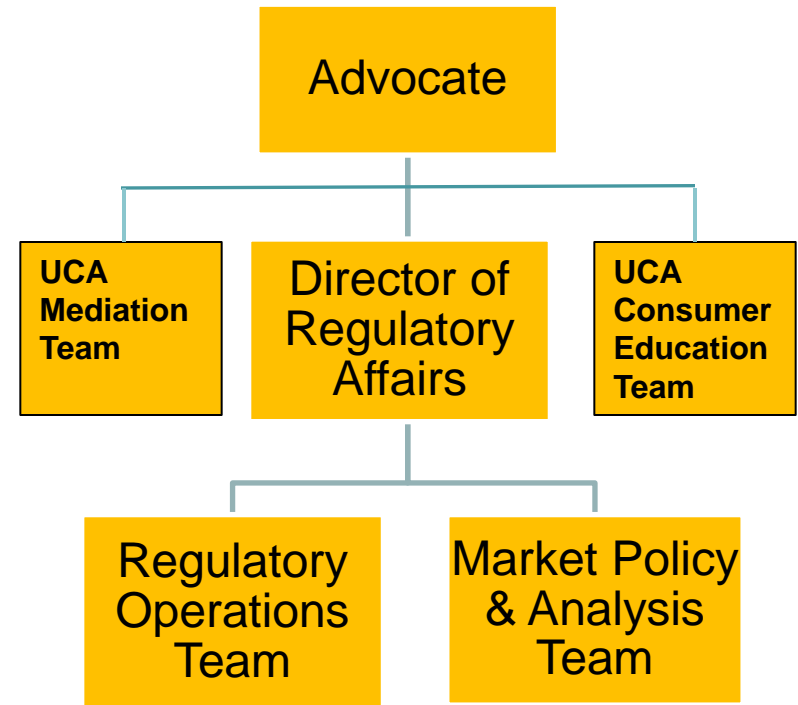 Advocate
UCA
Mediation
Team
Director of
Regulatory
Affairs
UCA
Consumer
Education
Team
Regulatory
Operations
Team
Market Policy
& Analysis
Team